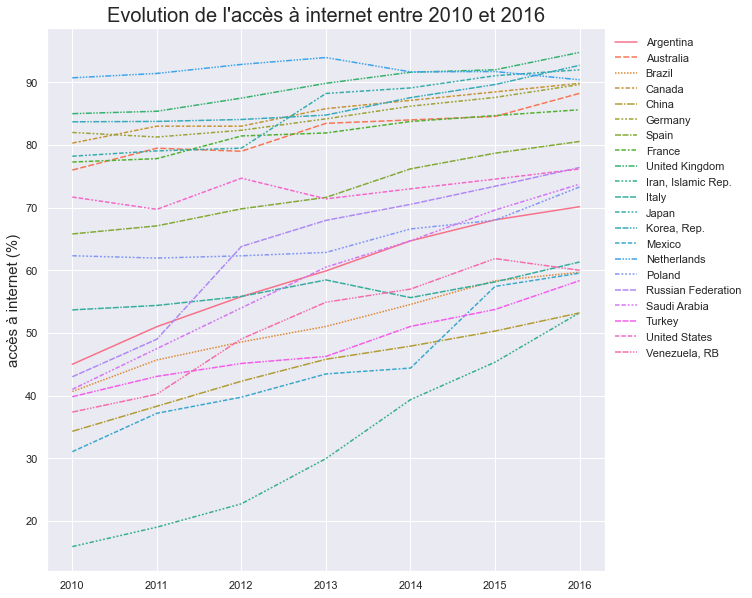 Evolution de l'accès à internet entre 2010 et 2016
accès à internet (%)
90
80
70
60
50
40
30
20
2010 2011 2012 2013 2014 2015 2016
Argentina
Australia
Brazil
Canada
China
Germany
Spain
France
United Kingdom
Iran, Islamic Rep.
Italy
Japan
Korea, Rep.
Mexico
Netherlands
Poland
Russian Federation
Saudi Arabia
Turkey
United States
Venezuela, RB